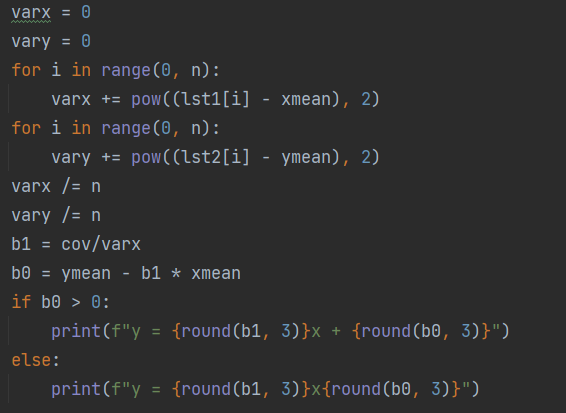 varx = 0
vary = 0
for i in range(0, n):
    varx += pow((lst1[i] - xmean), 2)
for i in range(0, n):
    vary += pow((lst2[i] - ymean), 2)
varx /= n
vary /= n
b1 = cov/varx
b0 = ymean - b1 * xmean
if b0 > 0:
    print(f"y = {round(b1, 3)}x + {round(b0, 3)}")
else:
    print(f"y = {round(b1, 3)}x{round(b0, 3)}")